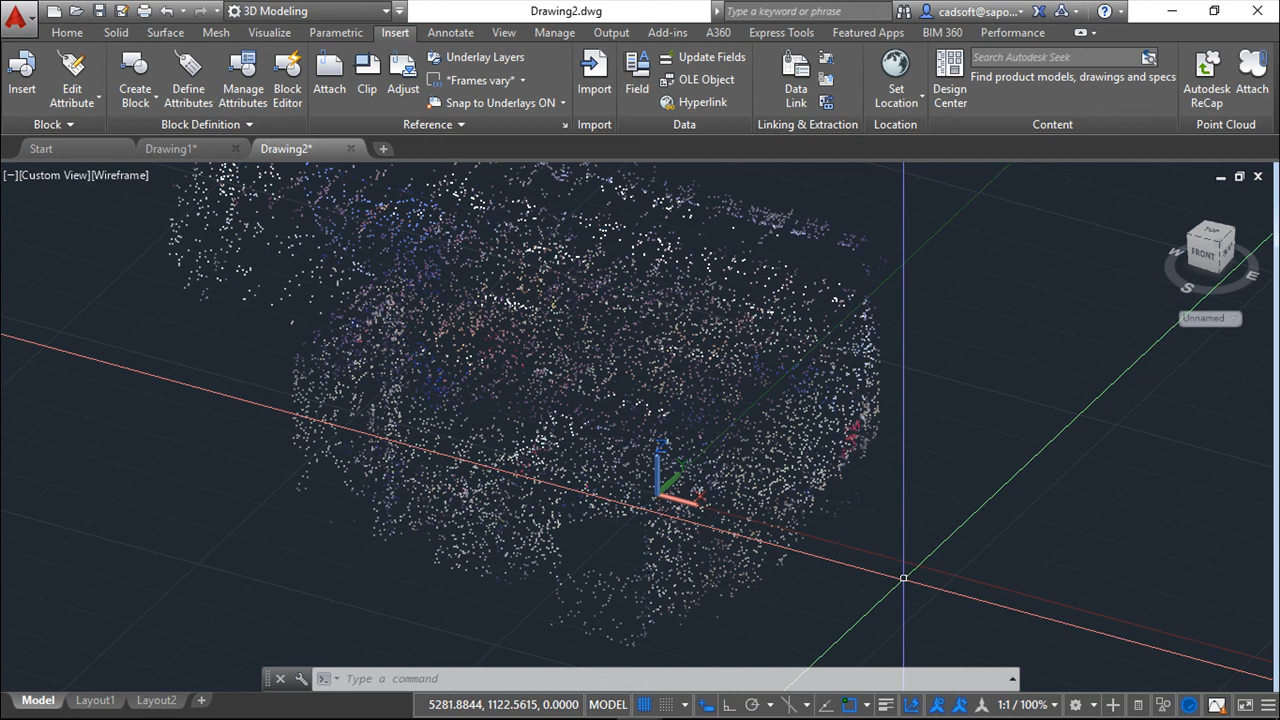 3D Modeling
Drawing2.dwg
Type a keyword or phrase
cadsoft@sapo...
Home Solid Surface Mesh Visualize Parametric Insert Annotate View Manage Output Add-ins A360 Express Tools Featured Apps BIM 360 Performance
Insert
Edit Attribute
Create Block
Define Attributes
Manage Attributes
Block Editor
Attach
Clip
Adjust
Underlay Layers
*Frames vary*
Snap to Underlays ON
Import
Field
Update Fields
OLE Object
Hyperlink
Data Link
Set Location
Design Center
Search Autodesk Seek
Find product models, drawings and specs
Autodesk ReCap
Attach
Block
Block Definition
Reference
Import
Data
Linking & Extraction
Location
Content
Point Cloud
Start
Drawing1*
Drawing2*
[−][Custom View][Wireframe]
TOP
FRONT
W
S
E
Unnamed
Z
X
Type a command
Model
Layout1
Layout2
5281.8844, 1122.5615, 0.0000
MODEL
1:1 / 100%